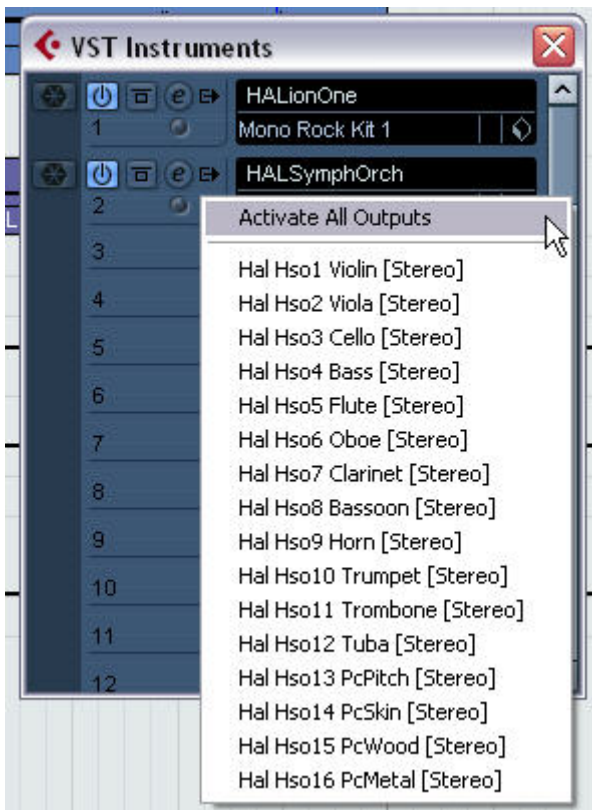 VST Instruments
HALionOne
1 Mono Rock Kit 1
HALSymphOrch
2
Activate All Outputs
3
Hal Hso1 Violin [Stereo]
4
Hal Hso2 Viola [Stereo]
5
Hal Hso3 Cello [Stereo]
Hal Hso4 Bass [Stereo]
6
Hal Hso5 Flute [Stereo]
7
Hal Hso6 Oboe [Stereo]
Hal Hso7 Clarinet [Stereo]
8
Hal Hso8 Bassoon [Stereo]
9
Hal Hso9 Horn [Stereo]
10
Hal Hso10 Trumpet [Stereo]
Hal Hso11 Trombone [Stereo]
11
Hal Hso12 Tuba [Stereo]
12
Hal Hso13 PcPitch [Stereo]
Hal Hso14 PcSkin [Stereo]
Hal Hso15 PcWood [Stereo]
Hal Hso16 PcMetal [Stereo]